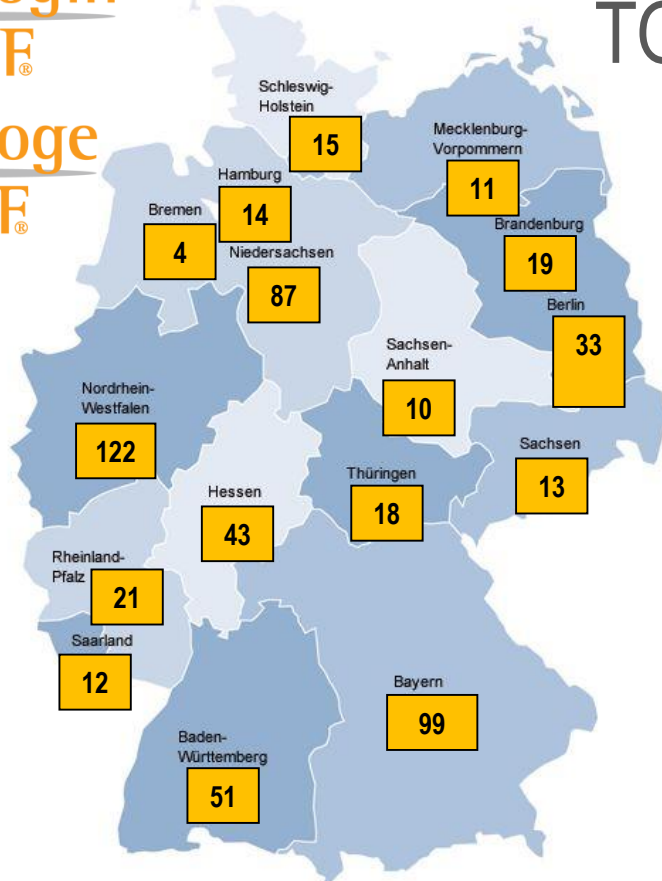 TO
F®
oge
F®
Schleswig-
Holstein
15
Mecklenburg-
Vorpommern
11
Hamburg
14
Bremen
4
Brandenburg
19
Niedersachsen
87
Berlin
33
Sachsen-
Anhalt
10
Nordrhein-
Westfalen
122
Sachsen
13
Thüringen
18
Hessen
43
Rheinland-
Pfalz
21
Saarland
12
Bayern
99
Baden-
Württemberg
51